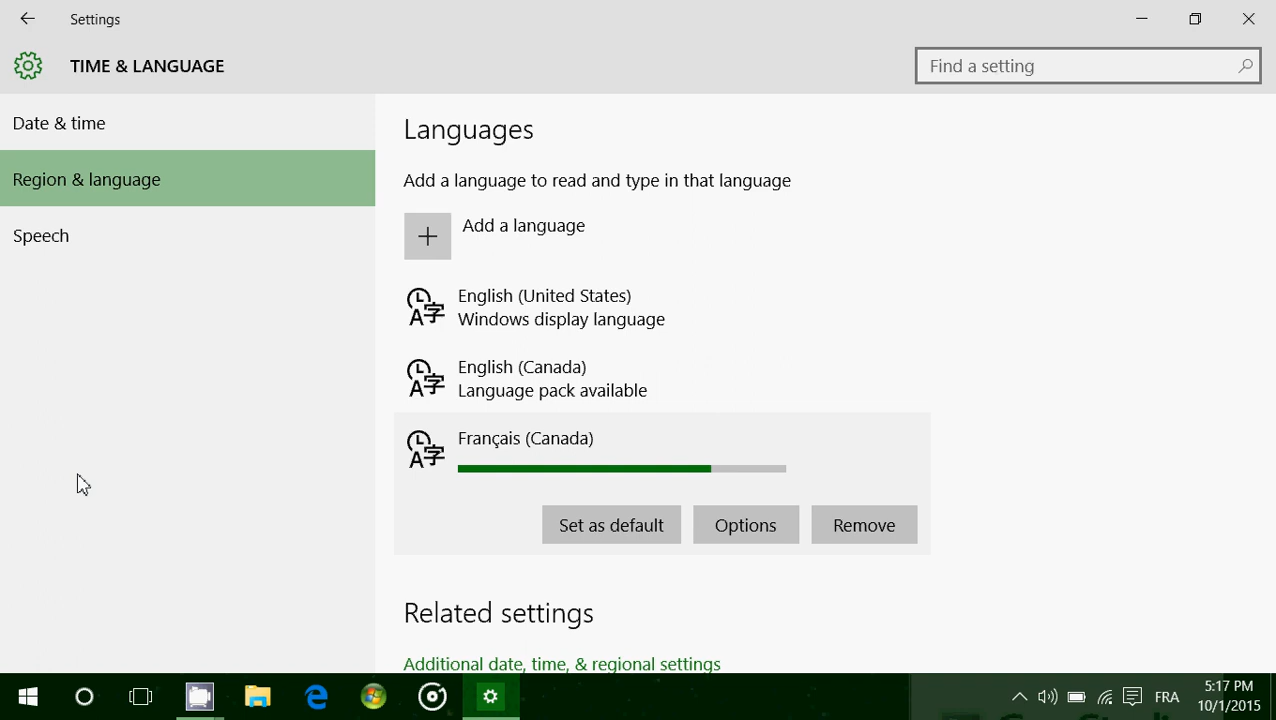 Settings
TIME & LANGUAGE
Find a setting
Date & time
Region & language
Speech
Languages
Add a language to read and type in that language
Add a language
English (United States)
Windows display language
English (Canada)
Language pack available
Français (Canada)
Set as default
Options
Remove
Related settings
Additional date, time, & regional settings
FRA
5:17 PM
10/1/2015